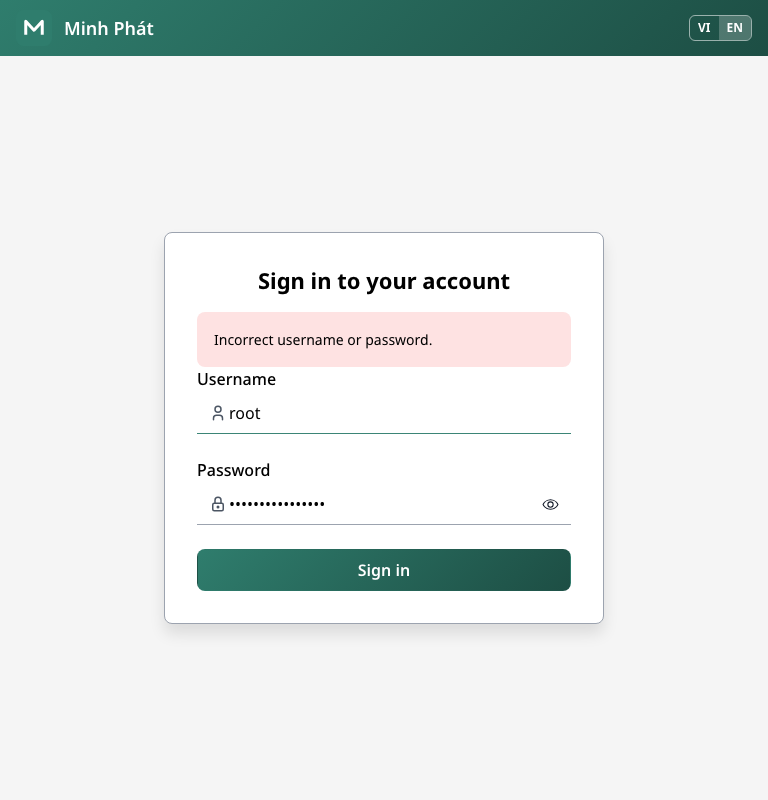 Minh Phát
VI EN
Sign in to your account
Incorrect username or password.
Username
root
Password
••••••••••••••••
Sign in